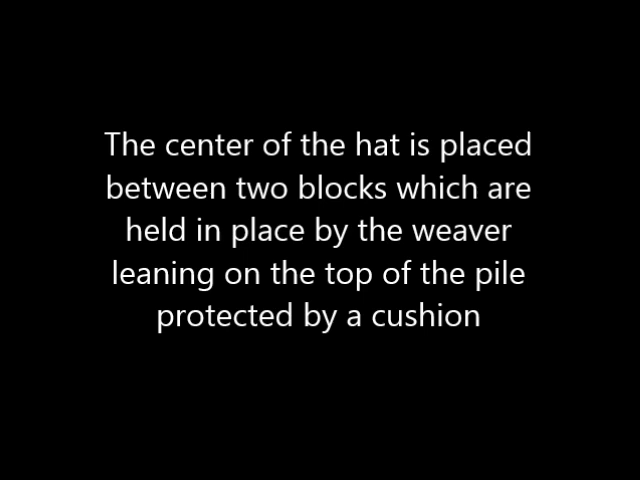 The center of the hat is placed
between two blocks which are
held in place by the weaver
leaning on the top of the pile
protected by a cushion